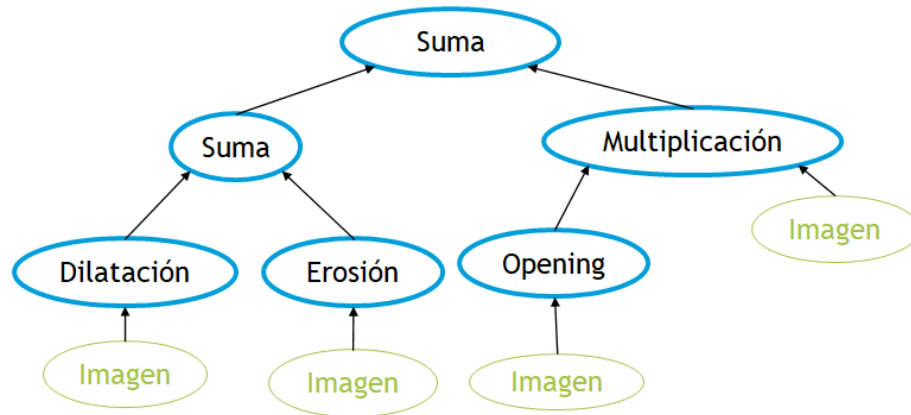 Suma
Suma
Multiplicación
Imagen
Dilatación
Erosión
Opening
Imagen
Imagen
Imagen